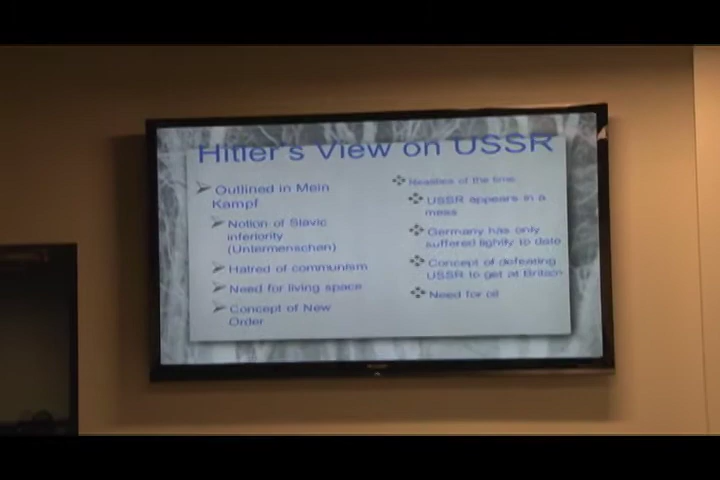 Hitler's View on USSR
Outlined in Mein
Kampf
Notion of Slavic
inferiority
(Untermenschen)
Hatred of communism
Need for living space
Concept of New
Order
Realities of the time
USSR appears in a
mess
Germany has only
suffered lightly to date
Concept of defeating
USSR to get at Britain
Need for oil